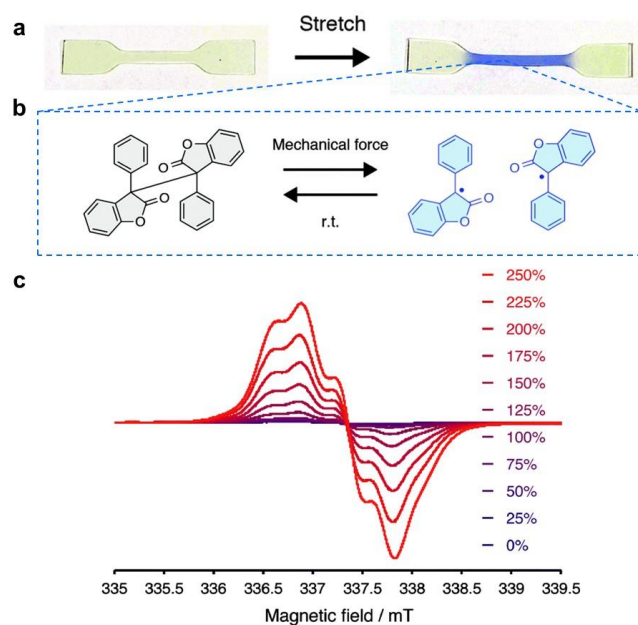 a
Stretch
b
O
O
O
O
Mechanical force
r.t.
O
O
O
O
c
250%
225%
200%
175%
150%
125%
100%
75%
50%
25%
0%
335 335.5 336 336.5 337 337.5 338 338.5 339 339.5
Magnetic field / mT